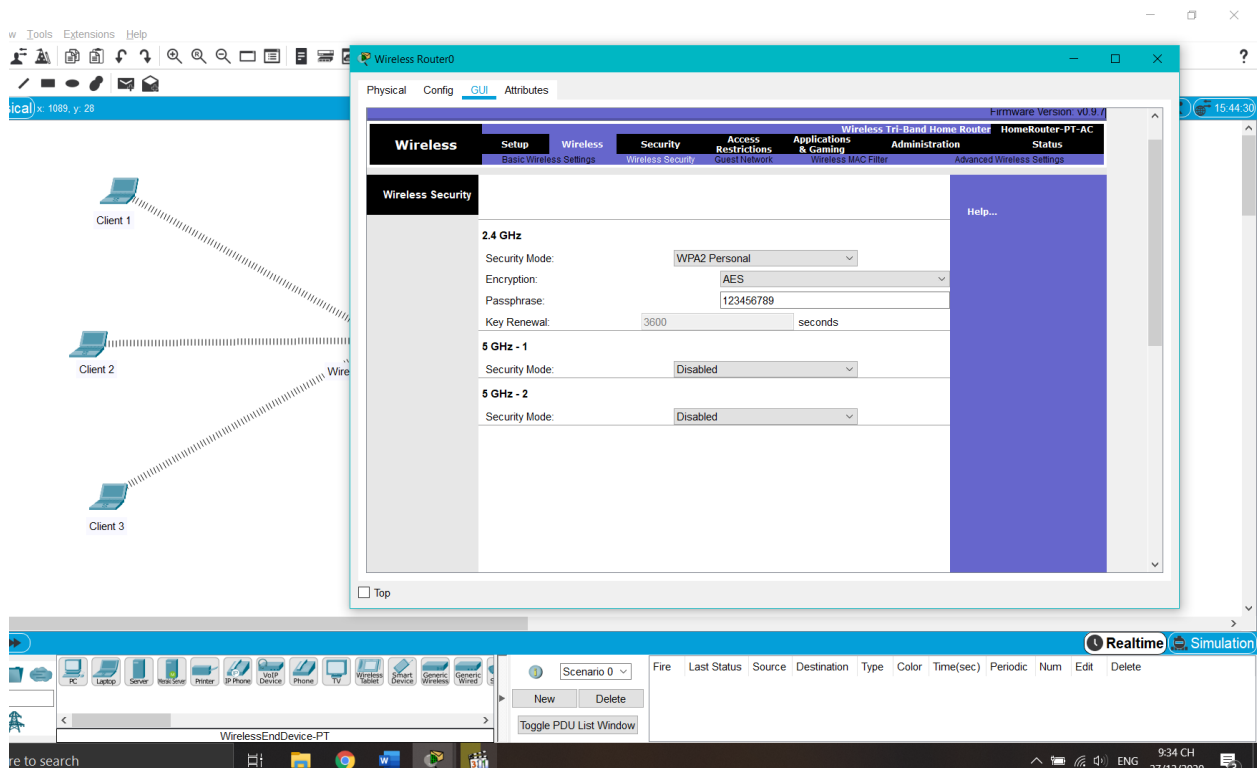 w Tools Extensions Help
Wireless Router0
?
Physical Config GUI Attributes
x: 1089, y: 28
15:44:30
Firmware Version: v0.9.7
Wireless Tri-Band Home Router HomeRouter-PT-AC
Wireless
Setup Wireless Security Access Restrictions Applications & Gaming Administration Status
Basic Wireless Settings Wireless Security Guest Network Wireless MAC Filter Advanced Wireless Settings
Wireless Security
Help...
Client 1
2.4 GHz
Security Mode: WPA2 Personal
Encryption: AES
Passphrase: 123456789
Key Renewal: 3600 seconds
5 GHz - 1
Security Mode: Disabled
Client 2
Wire
5 GHz - 2
Security Mode: Disabled
Client 3
Top
Realtime Simulation
PC Laptop Server Printer IP Phone VoIP Device Phone TV Wireless Tablet Smart Device Generic Wireless Generic Wired
Scenario 0
New Delete
Toggle PDU List Window
Fire Last Status Source Destination Type Color Time(sec) Periodic Num Edit Delete
WirelessEndDevice-PT
re to search
ENG
9:34 CH